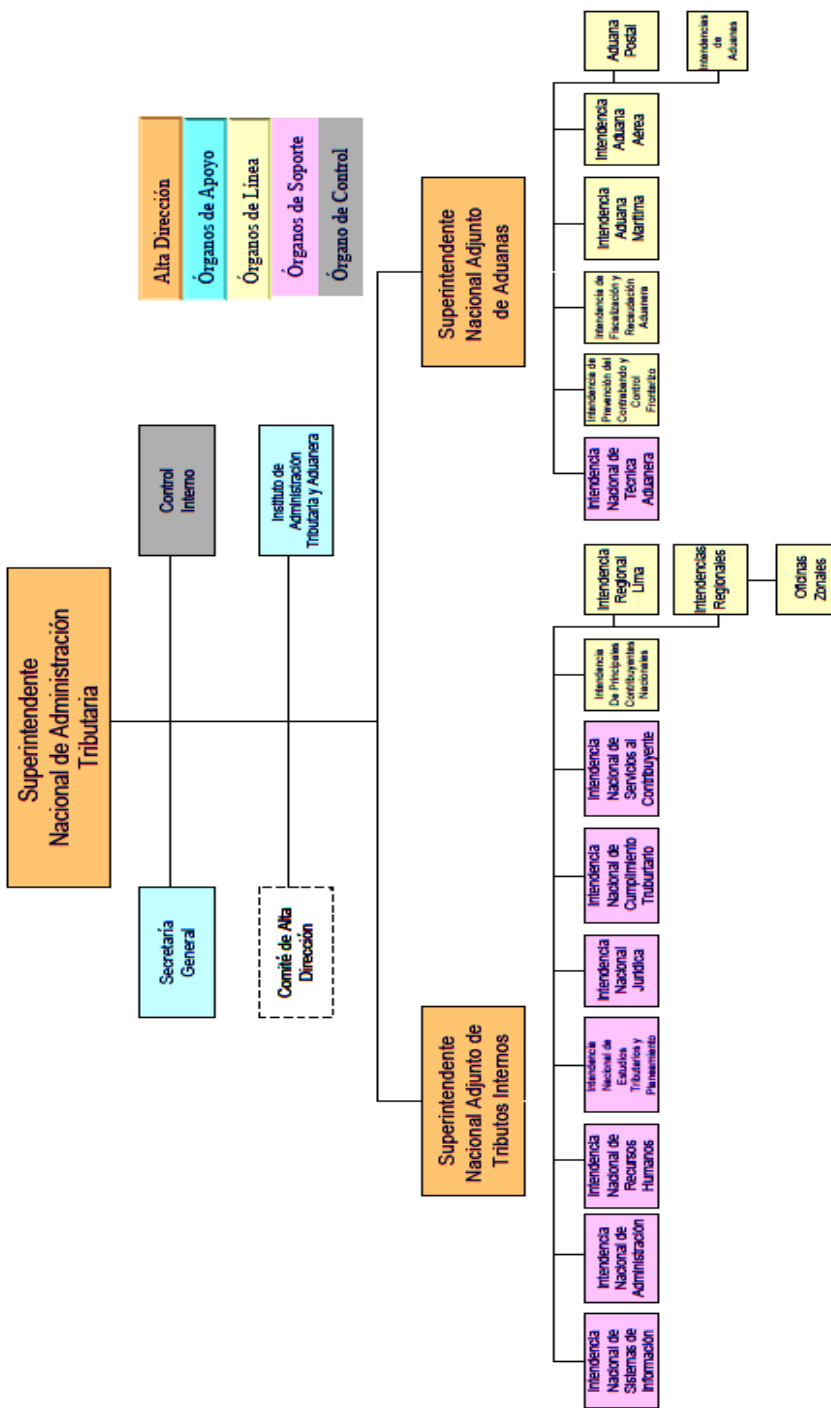 Superintendente
Nacional de Administración
Tributaria
Secretaría
General
Control
Interno
Comité de Alta
Dirección
Instituto de
Administración
Tributaria y Aduanera
Alta Dirección
Órganos de Apoyo
Órganos de Línea
Órganos de Soporte
Órgano de Control
Superintendente
Nacional Adjunto de
Tributos Internos
Superintendente
Nacional Adjunto
de Aduanas
Intendencia
Nacional de
Sistemas de
Información
Intendencia
Nacional de
Administración
Intendencia
Nacional de
Recursos
Humanos
Intendencia
Nacional de
Estudios
Tributarios y
Planeamiento
Intendencia
Nacional
Jurídica
Intendencia
Nacional de
Cumplimiento
Truburtario
Intendencia
Nacional de
Servicios al
Contribuyente
Intendencia
De Principales
Contribuyentes
Nacionales
Intendencia
Regional
Lima
Intendencias
Regionales
Oficinas
Zonales
Intendencia
Nacional de
Técnica
Aduanera
Intendencia de
Prevención del
Contrabando y
Control
Fronterizo
Intendencia de
Fiscalización y
Recaudación
Aduanera
Intendencia
Aduana
Marítima
Intendencia
Aduana
Aérea
Aduana
Postal
Intendencias
de
Aduanas